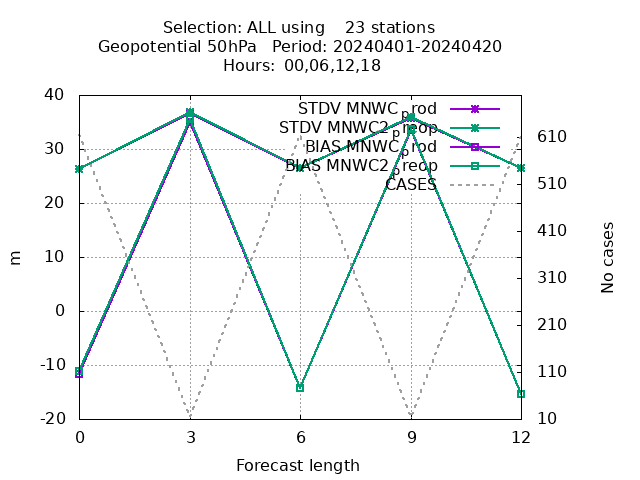 Selection: ALL using    23 stations
Geopotential 50hPa   Period: 20240401-20240420
Hours: 00,06,12,18
40
30
20
10
0
-10
-20
m
STDV MNWC_prod
STDV MNWC2_preop
BIAS MNWC_prod
BIAS MNWC2_preop
CASES
610
510
410
310
210
110
10
No cases
0 3 6 9 12
Forecast length